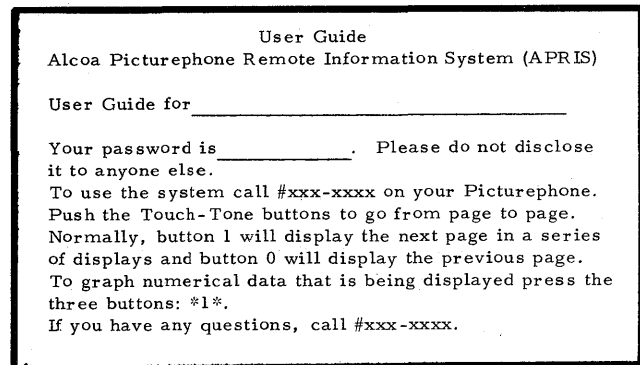 User Guide
Alcoa Picturephone Remote Information System (APRIS)
User Guide for
Your password is . Please do not disclose
it to anyone else.
To use the system call #xxx-xxxx on your Picturephone.
Push the Touch-Tone buttons to go from page to page.
Normally, button 1 will display the next page in a series
of displays and button 0 will display the previous page.
To graph numerical data that is being displayed press the
three buttons: *1*.
If you have any questions, call #xxx-xxxx.